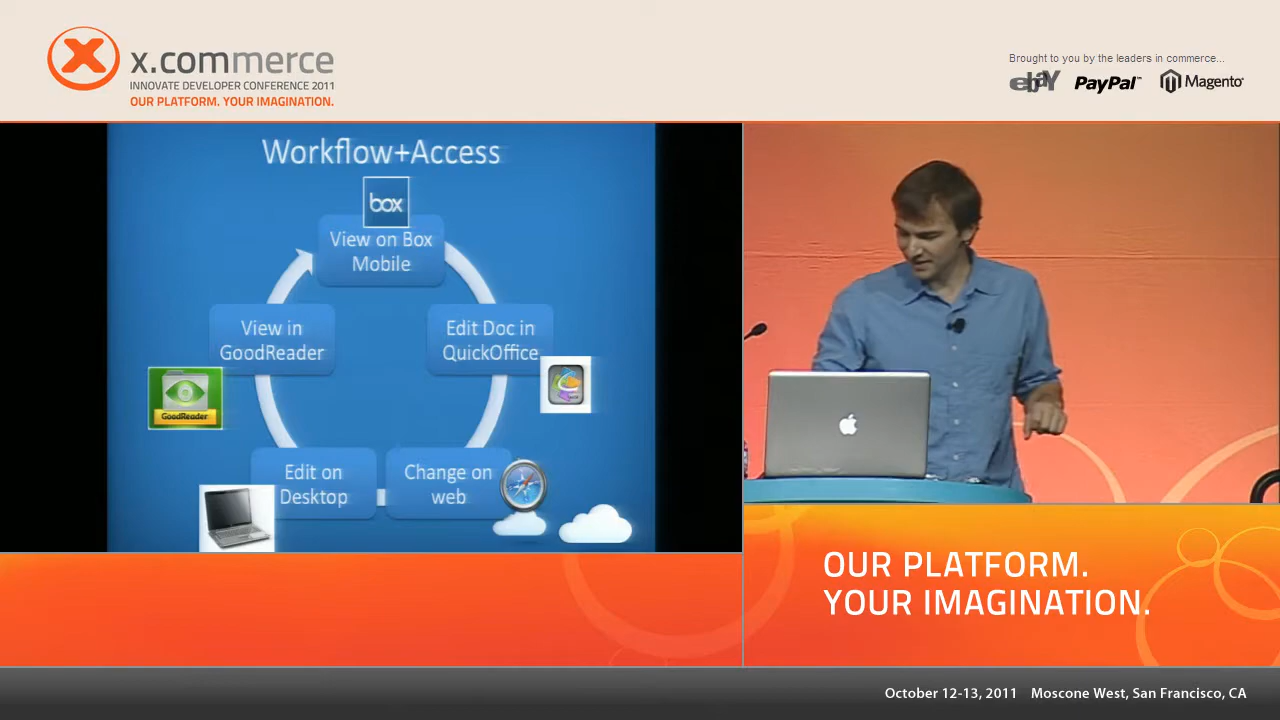 x.commerce
INNOVATE DEVELOPER CONFERENCE 2011
OUR PLATFORM. YOUR IMAGINATION.
Brought to you by the leaders in commerce...
ebay PayPal™ Magento®
Workflow+Access
box
View on Box
Mobile
Edit Doc in
QuickOffice
Change on
web
Edit on
Desktop
View in
GoodReader
GoodReader
OUR PLATFORM.
YOUR IMAGINATION.
October 12-13, 2011 Moscone West, San Francisco, CA